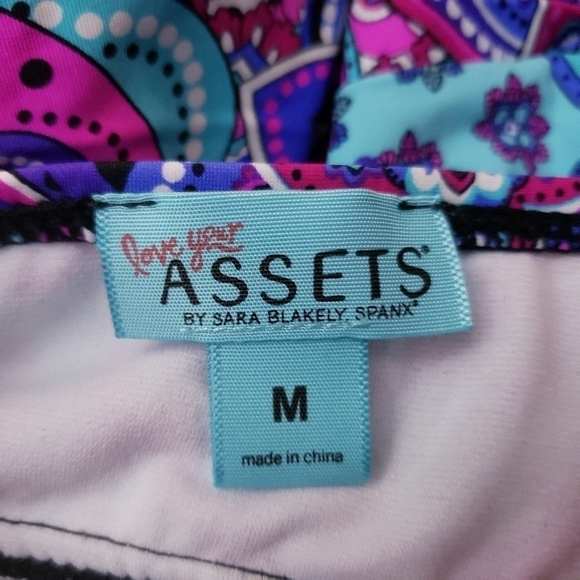 love your
ASSETS®
BY SARA BLAKELY, SPANX®
M
made in china